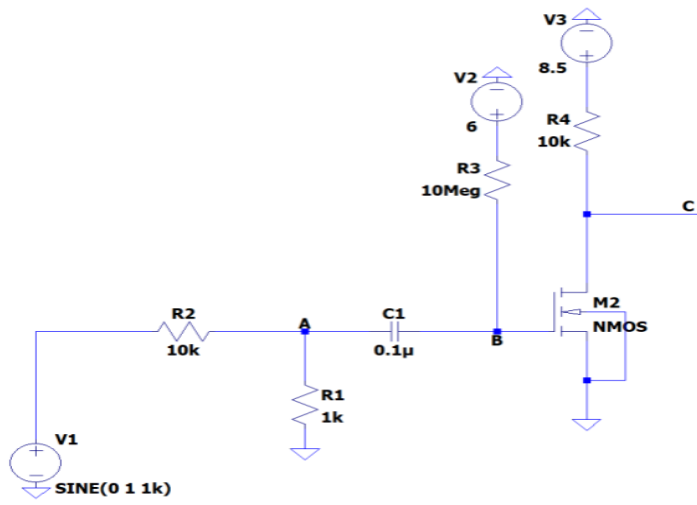 V3
8.5
V2
6
R4
10k
R3
10Meg
C
M2
NMOS
R2
10k
A
C1
0.1µ
B
R1
1k
V1
SINE(0 1 1k)